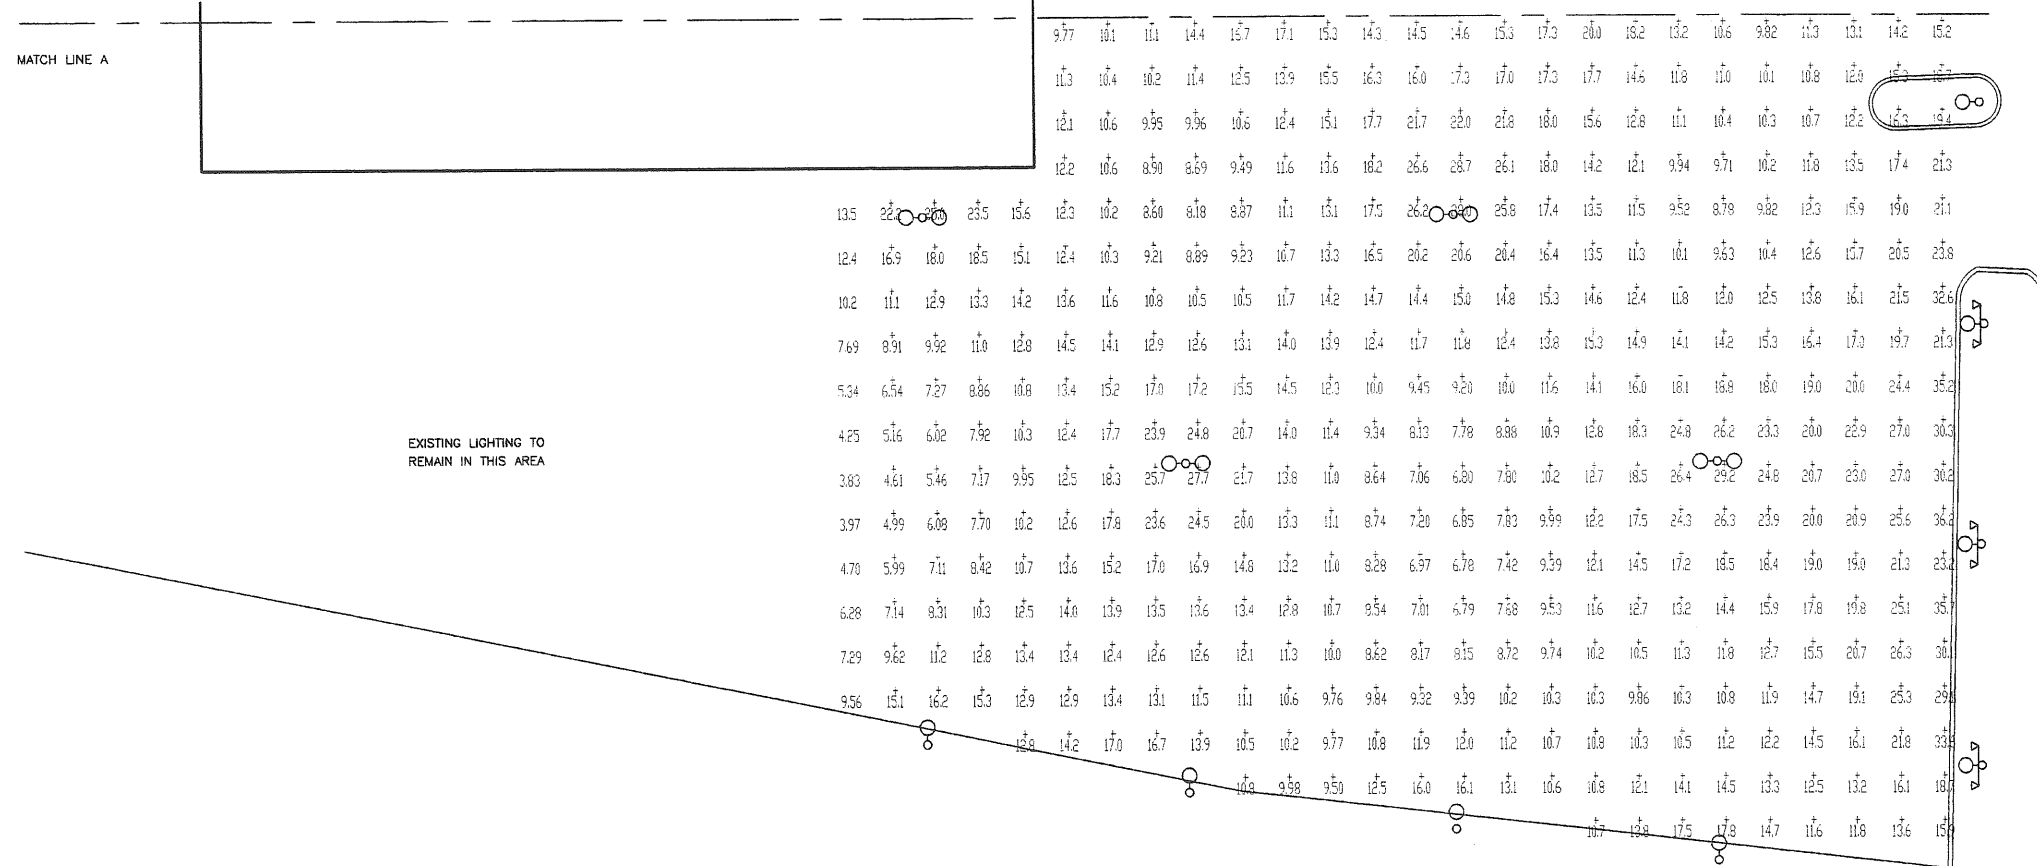 9.77 10.1 11.1 14.4 16.7 17.1 15.3 14.3 14.5 14.6 15.3 17.3 20.0 18.2 13.2 10.6 9.82 11.3 13.1 14.2 15.2
MATCH LINE A
11.3 10.4 10.2 11.4 12.5 13.9 15.5 16.3 16.0 17.3 17.0 17.3 17.7 14.6 11.8 11.0 10.1 10.8 12.0
12.1 10.6 9.95 9.96 10.6 12.4 15.1 17.7 21.7 22.0 21.8 18.0 15.6 12.8 11.1 10.4 10.3 10.7 12.2 16.3 19.4
12.2 10.6 8.90 8.69 9.49 11.6 13.6 18.2 26.6 28.7 26.1 18.0 14.2 12.1 9.94 9.71 10.2 11.8 13.5 17.4 21.3
13.5 23.5 15.6 12.3 10.2 8.60 8.18 8.87 11.1 13.1 17.5 26.2 25.8 17.4 13.5 11.5 9.52 8.78 9.82 12.3 15.9 19.0 21.1
12.4 16.9 18.0 18.5 15.1 12.4 10.3 9.21 8.89 9.23 10.7 13.3 16.5 20.2 20.6 20.4 16.4 13.5 11.3 10.1 9.63 10.4 12.6 15.7 20.5 23.8
10.2 11.1 12.9 13.3 14.2 13.6 11.6 10.8 10.5 10.5 11.7 14.2 14.7 14.4 15.0 14.8 15.3 14.6 12.4 11.8 12.0 12.5 13.8 16.1 21.5 32.6
7.69 8.91 9.92 11.0 12.8 14.5 14.1 12.9 12.6 13.1 14.0 13.9 12.4 11.7 11.8 12.4 13.8 15.3 14.9 14.1 14.2 15.3 16.4 17.0 19.7 21.3
5.34 6.54 7.27 8.86 10.8 13.4 15.2 17.0 17.2 15.5 14.5 12.3 10.0 9.45 9.20 10.0 11.6 14.1 16.0 18.1 18.8 18.0 19.0 20.0 24.4 35.2
4.25 5.16 6.02 7.92 10.3 12.4 17.7 23.9 24.8 20.7 14.0 11.4 9.34 8.13 7.78 8.88 10.9 12.8 18.3 24.8 26.2 23.3 20.0 22.9 27.0 30.3
EXISTING LIGHTING TO
REMAIN IN THIS AREA
3.83 4.61 5.46 7.17 9.95 12.5 18.3 25.7 27.7 21.7 13.8 11.0 8.64 7.06 6.80 7.80 10.2 12.7 18.5 26.4 29.2 24.8 20.7 23.0 27.0 30.2
3.97 4.99 6.08 7.70 10.2 12.6 17.8 23.6 24.5 20.0 13.3 11.1 8.74 7.20 6.85 7.83 9.99 12.2 17.5 24.3 26.3 23.9 20.0 20.9 25.6
4.70 5.99 7.11 8.42 10.7 13.6 15.2 17.0 16.9 14.8 13.2 11.0 8.28 6.97 6.78 7.42 9.39 12.1 14.5 17.2 18.5 18.4 19.0 19.0 21.3
6.28 7.14 8.31 10.3 12.5 14.0 13.9 13.5 13.6 13.4 12.8 10.7 8.54 7.01 6.79 7.68 9.53 11.6 12.7 13.2 14.4 15.9 17.8 19.8 25.1
7.29 9.62 11.2 12.8 13.4 13.4 12.4 12.6 12.6 12.1 11.3 10.0 8.62 8.17 8.15 8.72 9.74 10.2 10.5 11.3 11.8 12.7 15.5 20.7 26.3
9.56 15.1 16.2 15.3 12.9 12.9 13.4 13.1 11.5 11.1 10.6 9.76 9.84 9.32 9.39 10.2 10.3 10.3 9.86 10.3 10.8 11.9 14.7 19.1 25.3
12.8 14.2 17.0 16.7 13.9 10.5 10.2 9.77 10.8 11.9 12.0 11.2 10.7 10.8 10.3 10.5 11.2 12.2 14.5 16.1 21.8
10.8 9.98 9.50 12.5 16.0 16.1 13.1 10.6 10.8 12.1 14.1 14.5 13.3 12.5 13.2 16.1
10.7 13.8 17.5 17.8 14.7 11.6 11.8 13.6